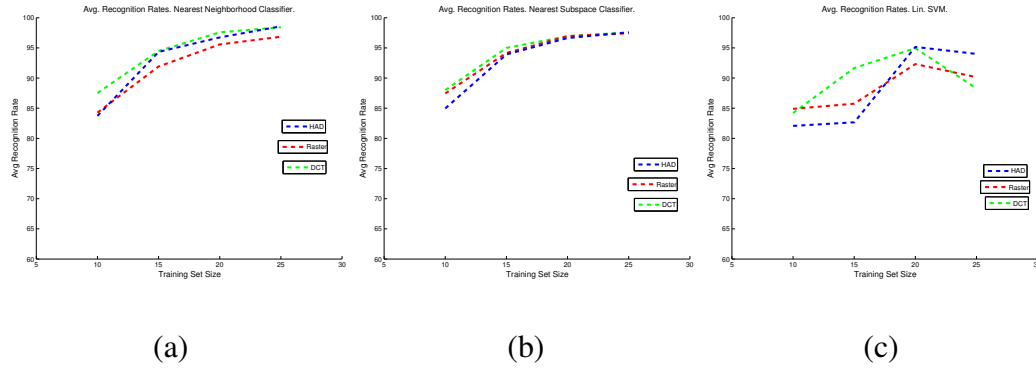 Avg. Recognition Rates. Nearest Neighborhood Classifier.
Avg Recognition Rate
100
95
90
85
80
75
70
65
60
5
10
15
20
25
30
Training Set Size
HAD
Raster
DCT
(a)
Avg. Recognition Rates. Nearest Subspace Classifier.
Avg Recognition Rate
100
95
90
85
80
75
70
65
60
5
10
15
20
25
30
Training Set Size
HAD
Raster
DCT
(b)
Avg. Recognition Rates. Lin. SVM.
Avg Recognition Rate
100
95
90
85
80
75
70
65
60
5
10
15
20
25
30
Training Set Size
HAD
Raster
DCT
(c)